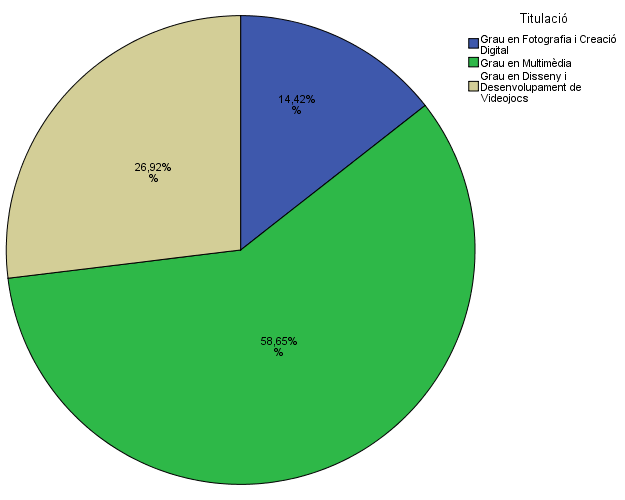 Titulació
Grau en Fotografia i Creació
Digital
Grau en Multimèdia
Grau en Disseny i
Desenvolupament de
Videojocs
14,42%
%
26,92%
%
58,65%
%